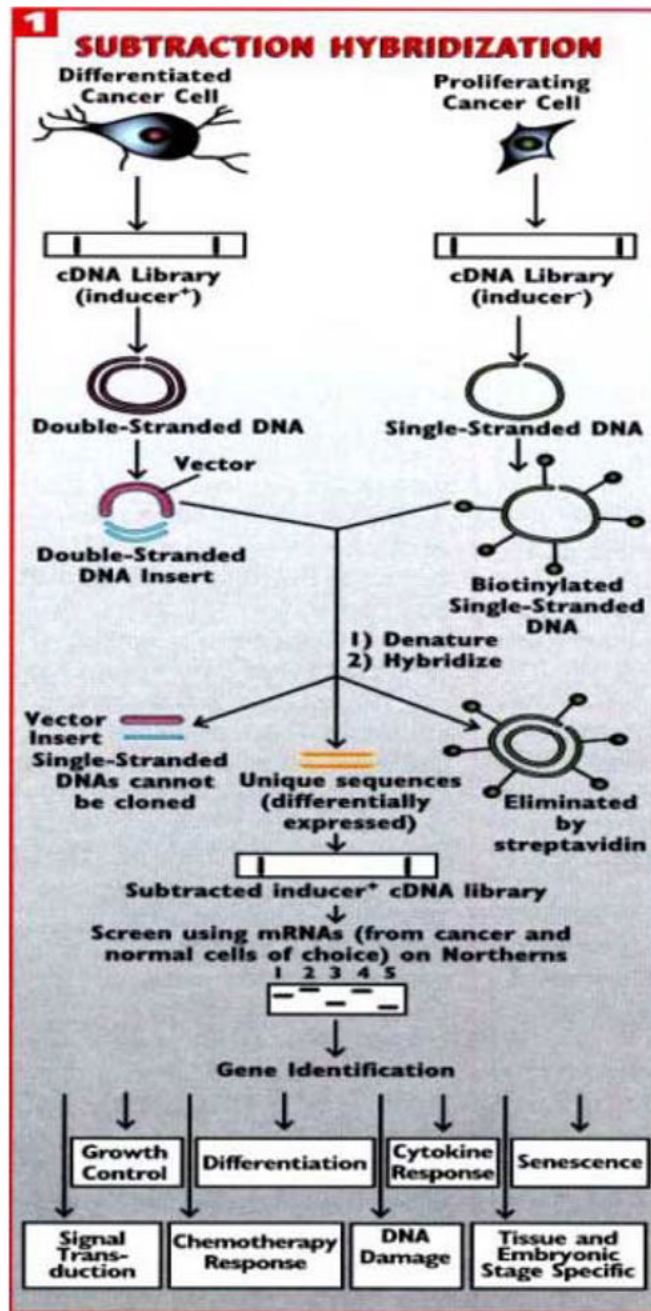 1
SUBTRACTION HYBRIDIZATION
Differentiated
Cancer Cell
Proliferating
Cancer Cell
cDNA Library
(inducer⁺)
cDNA Library
(inducer⁻)
Double-Stranded DNA
Single-Stranded DNA
Vector
Double-Stranded
DNA Insert
Biotinylated
Single-Stranded
DNA
1) Denature
2) Hybridize
Vector
Insert
Single-Stranded
DNAs cannot
be cloned
Unique sequences
(differentially
expressed)
Eliminated
by
streptavidin
Subtracted inducer⁺ cDNA library
Screen using mRNAs (from cancer and
normal cells of choice) on Northerns
1 2 3 4 5
Gene Identification
Growth
Control
Differentiation
Cytokine
Response
Senescence
Signal
Trans-
duction
Chemotherapy
Response
DNA
Damage
Tissue and
Embryonic
Stage Specific